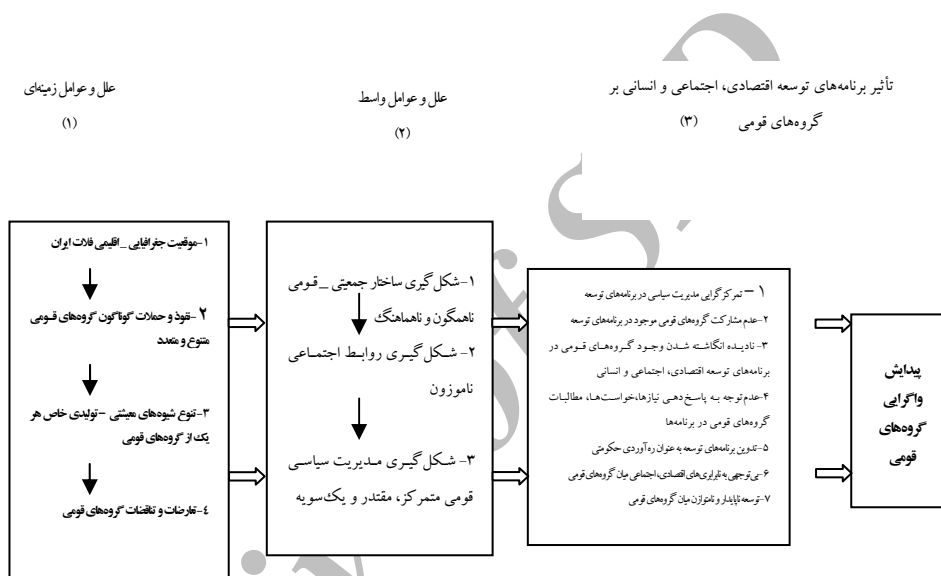 علل و عوامل زمینه‌ای
(۱)
علل و عوامل واسط
(۲)
تأثیر برنامه‌های توسعه اقتصادی، اجتماعی و انسانی بر
گروه‌های قومی (۳)
۱-موقعیت جغرافیایی _ اقلیمی فلات ایران
۲ -نفوذ و حملات گوناگون گروه‌های قومی
متنوع و متعدد
۳-تنوع شیوه‌های معیشتی –تولیدی خاص هر
یک از گروه‌های قومی
٤-تعارضات و تناقضات گروه‌های قومی
۱-شکل گیری ساختار جمعیتی _ قومی
ناهمگون و ناهماهنگ
۲- شکل‌گیری روابط اجتماعی
ناموزون
۳- شکل‌گیری مدیریت سیاسی
قومی متمرکز، مقتدر و یک‌سویه
۱ – تمرکزگرایی مدیریت سیاسی در برنامه‌های توسعه
۲-عدم مشارکت گروه‌های قومی موجود در برنامه‌های توسعه
۳- نادیده انگاشته شدن وجود گروه‌های قومی در
برنامه‌های توسعه اقتصادی، اجتماعی و انسانی
۴-عدم توجه به پاسخ‌دهی نیازها،خواست‌ها، مطالبات
گروه‌های قومی در برنامه‌ها
۵-تدوین برنامه‌های توسعه به عنوان ره‌آوردی حکومتی
۶-بی‌توجهی به نابرابری‌های اقتصادی،اجتماعی میان گروه‌های قومی
۷-توسعه ناپایدار و نامتوازن میان گروه‌های قومی
پیدایش
واگرایی
گروه‌های
قومی